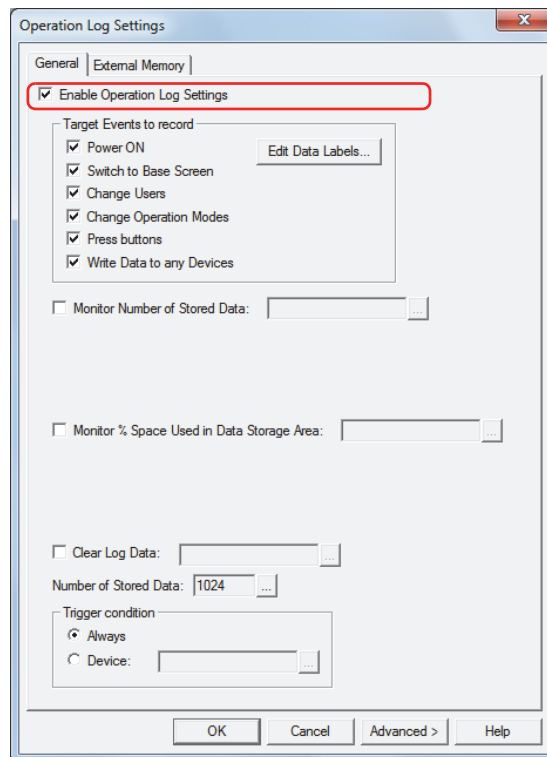 Operation Log Settings
x
General External Memory
Enable Operation Log Settings
Target Events to record
Power ON
Edit Data Labels...
Switch to Base Screen
Change Users
Change Operation Modes
Press buttons
Write Data to any Devices
Monitor Number of Stored Data: ...
Monitor % Space Used in Data Storage Area: ...
Clear Log Data: ...
Number of Stored Data: 1024 ...
Trigger condition
Always
Device: ...
OK Cancel Advanced > Help